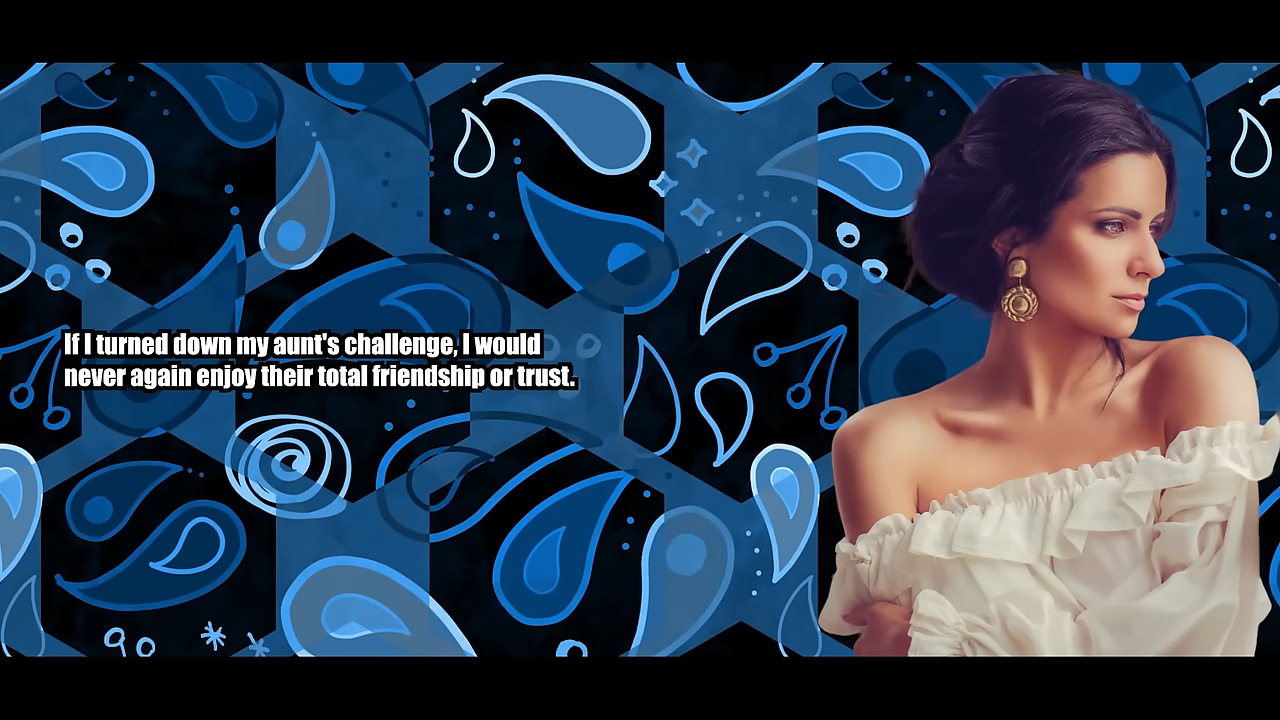 If I turned down my aunt's challenge, I would
never again enjoy their total friendship or trust.